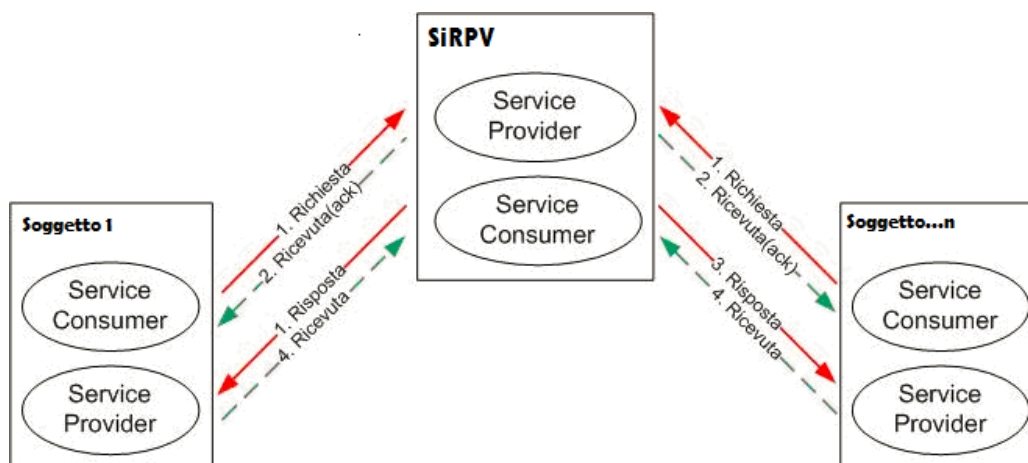 SiRPV
Service
Provider
Service
Consumer
Soggetto 1
Service
Consumer
Service
Provider
1. Richiesta
2. Ricevuta(ack)
1. Risposta
4. Ricevuta
1. Richiesta
2. Ricevuta(ack)
3. Risposta
4. Ricevuta
Soggetto...n
Service
Consumer
Service
Provider